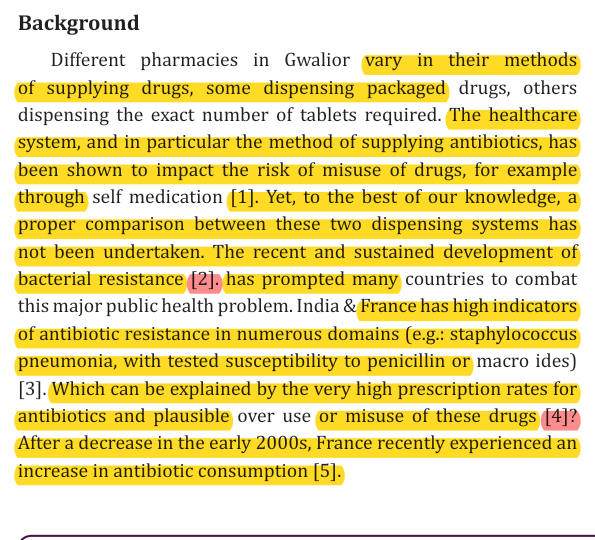 Background
Different pharmacies in Gwalior vary in their methods
of supplying drugs, some dispensing packaged drugs, others
dispensing the exact number of tablets required. The healthcare
system, and in particular the method of supplying antibiotics, has
been shown to impact the risk of misuse of drugs, for example
through self medication [1]. Yet, to the best of our knowledge, a
proper comparison between these two dispensing systems has
not been undertaken. The recent and sustained development of
bacterial resistance [2]. has prompted many countries to combat
this major public health problem. India & France has high indicators
of antibiotic resistance in numerous domains (e.g.: staphylococcus
pneumonia, with tested susceptibility to penicillin or macro ides)
[3]. Which can be explained by the very high prescription rates for
antibiotics and plausible over use or misuse of these drugs [4]?
After a decrease in the early 2000s, France recently experienced an
increase in antibiotic consumption [5].